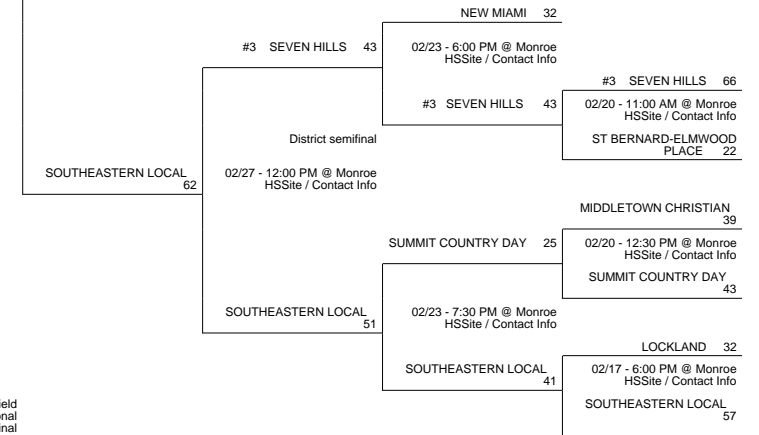 NEW MIAMI 32
#3 SEVEN HILLS 43
02/23 - 6:00 PM @ Monroe
HSSite / Contact Info
#3 SEVEN HILLS 66
#3 SEVEN HILLS 43
02/20 - 11:00 AM @ Monroe
HSSite / Contact Info
District semifinal
ST BERNARD-ELMWOOD
PLACE 22
SOUTHEASTERN LOCAL
62
02/27 - 12:00 PM @ Monroe
HSSite / Contact Info
MIDDLETOWN CHRISTIAN
39
SUMMIT COUNTRY DAY 25
02/20 - 12:30 PM @ Monroe
HSSite / Contact Info
SUMMIT COUNTRY DAY
43
SOUTHEASTERN LOCAL
51
02/23 - 7:30 PM @ Monroe
HSSite / Contact Info
LOCKLAND 32
SOUTHEASTERN LOCAL
41
02/17 - 6:00 PM @ Monroe
HSSite / Contact Info
SOUTHEASTERN LOCAL
57
ield
onal
inal